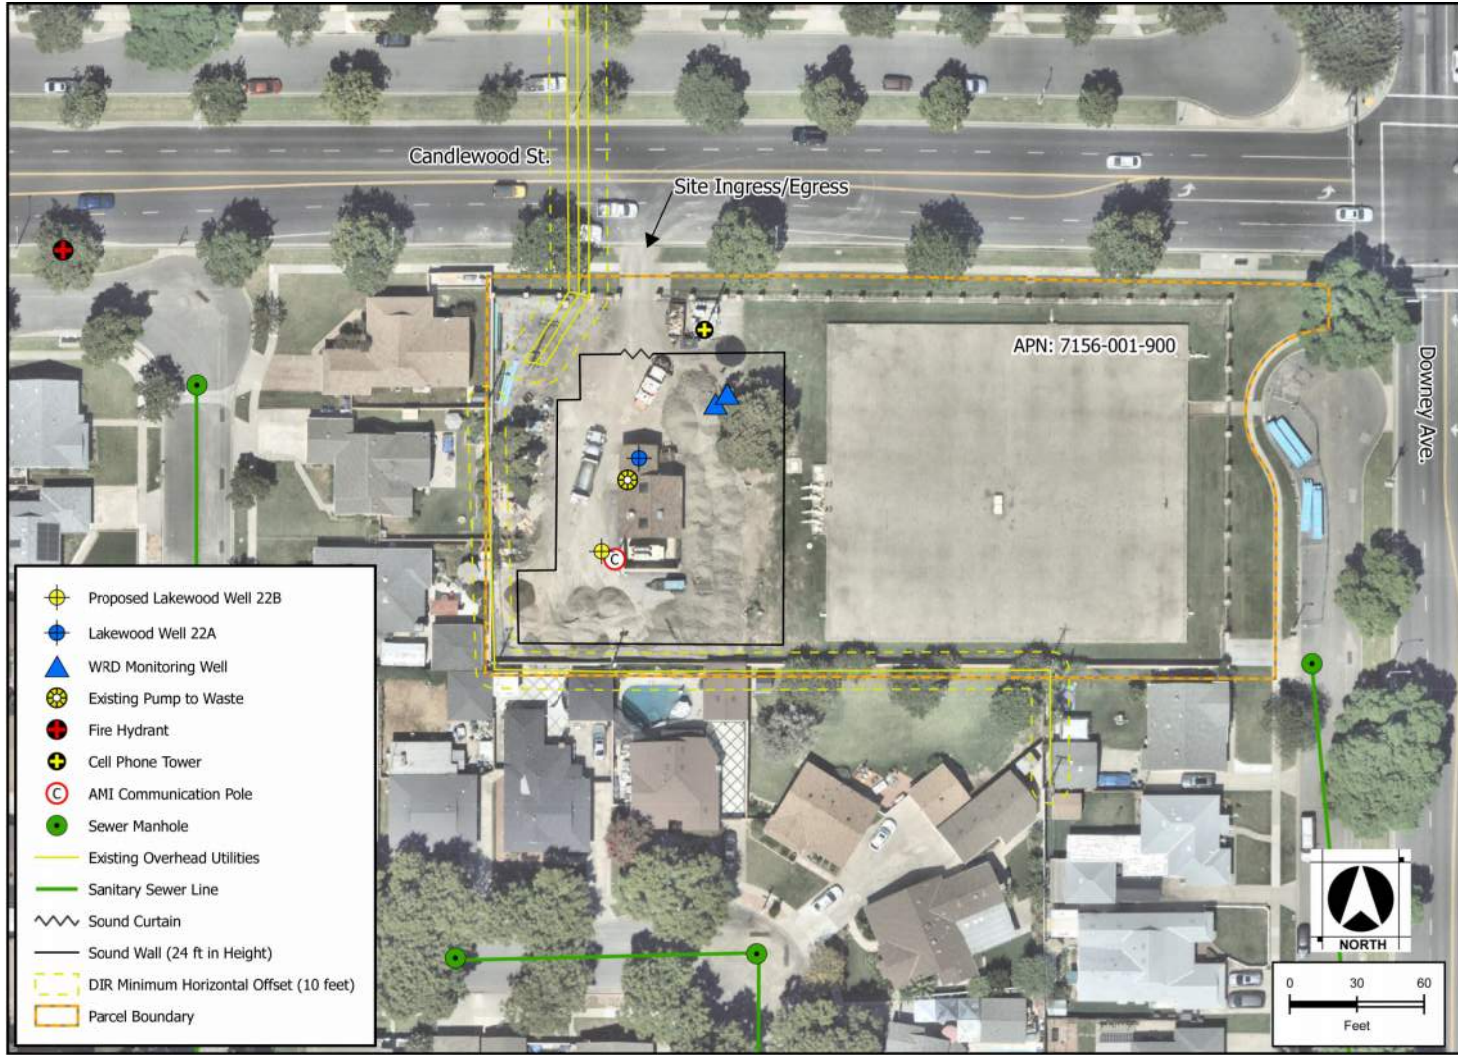 Candlewood St.
Site Ingress/Egress
APN: 7156-001-900
Downey Ave.
C
Proposed Lakewood Well 22B
Lakewood Well 22A
WRD Monitoring Well
Existing Pump to Waste
Fire Hydrant
Cell Phone Tower
C AMI Communication Pole
Sewer Manhole
Existing Overhead Utilities
Sanitary Sewer Line
Sound Curtain
Sound Wall (24 ft in Height)
DIR Minimum Horizontal Offset (10 feet)
Parcel Boundary
NORTH
0 30 60
Feet